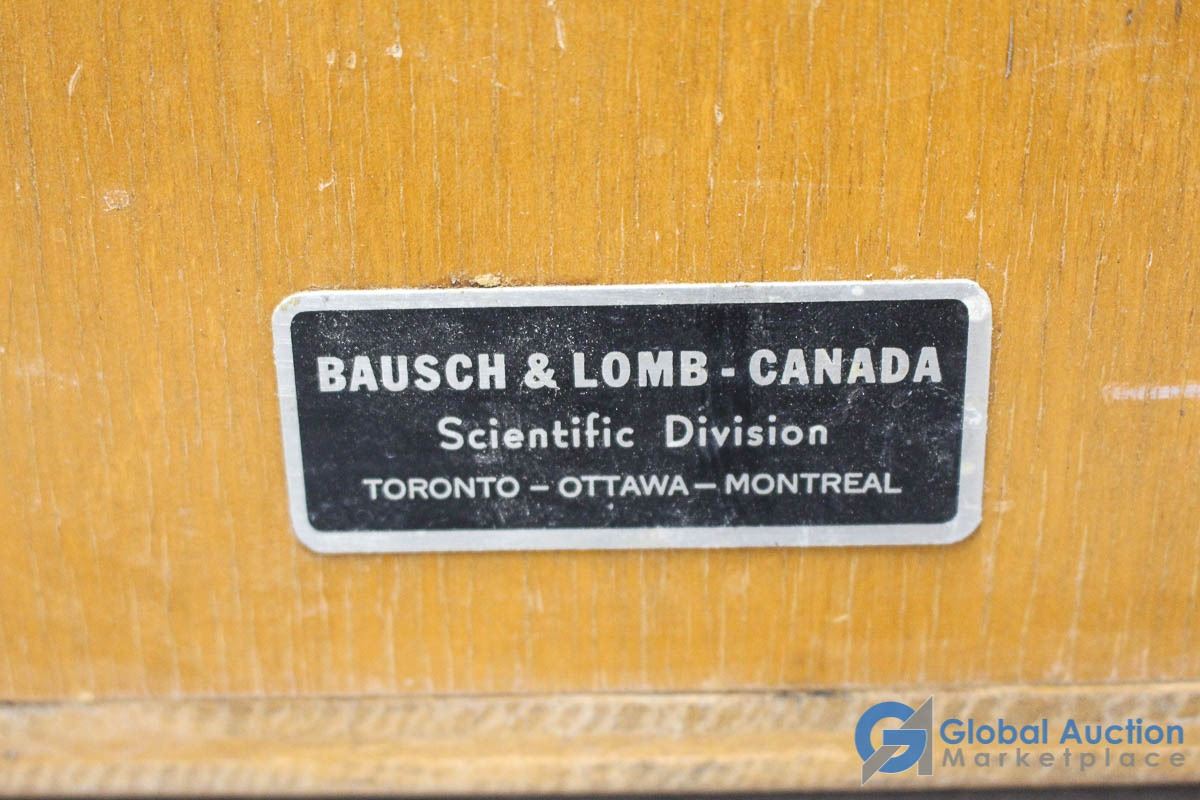 BAUSCH & LOMB - CANADA
Scientific Division
TORONTO - OTTAWA - MONTREAL
Global Auction
Marketplace